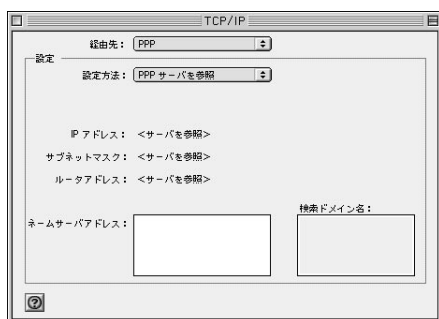 TCP/IP
経由先： PPP
設定
設定方法： PPP サーバを参照
IP アドレス： <サーバを参照>
サブネットマスク： <サーバを参照>
ルータアドレス： <サーバを参照>
検索ドメイン名：
ネームサーバアドレス：
?